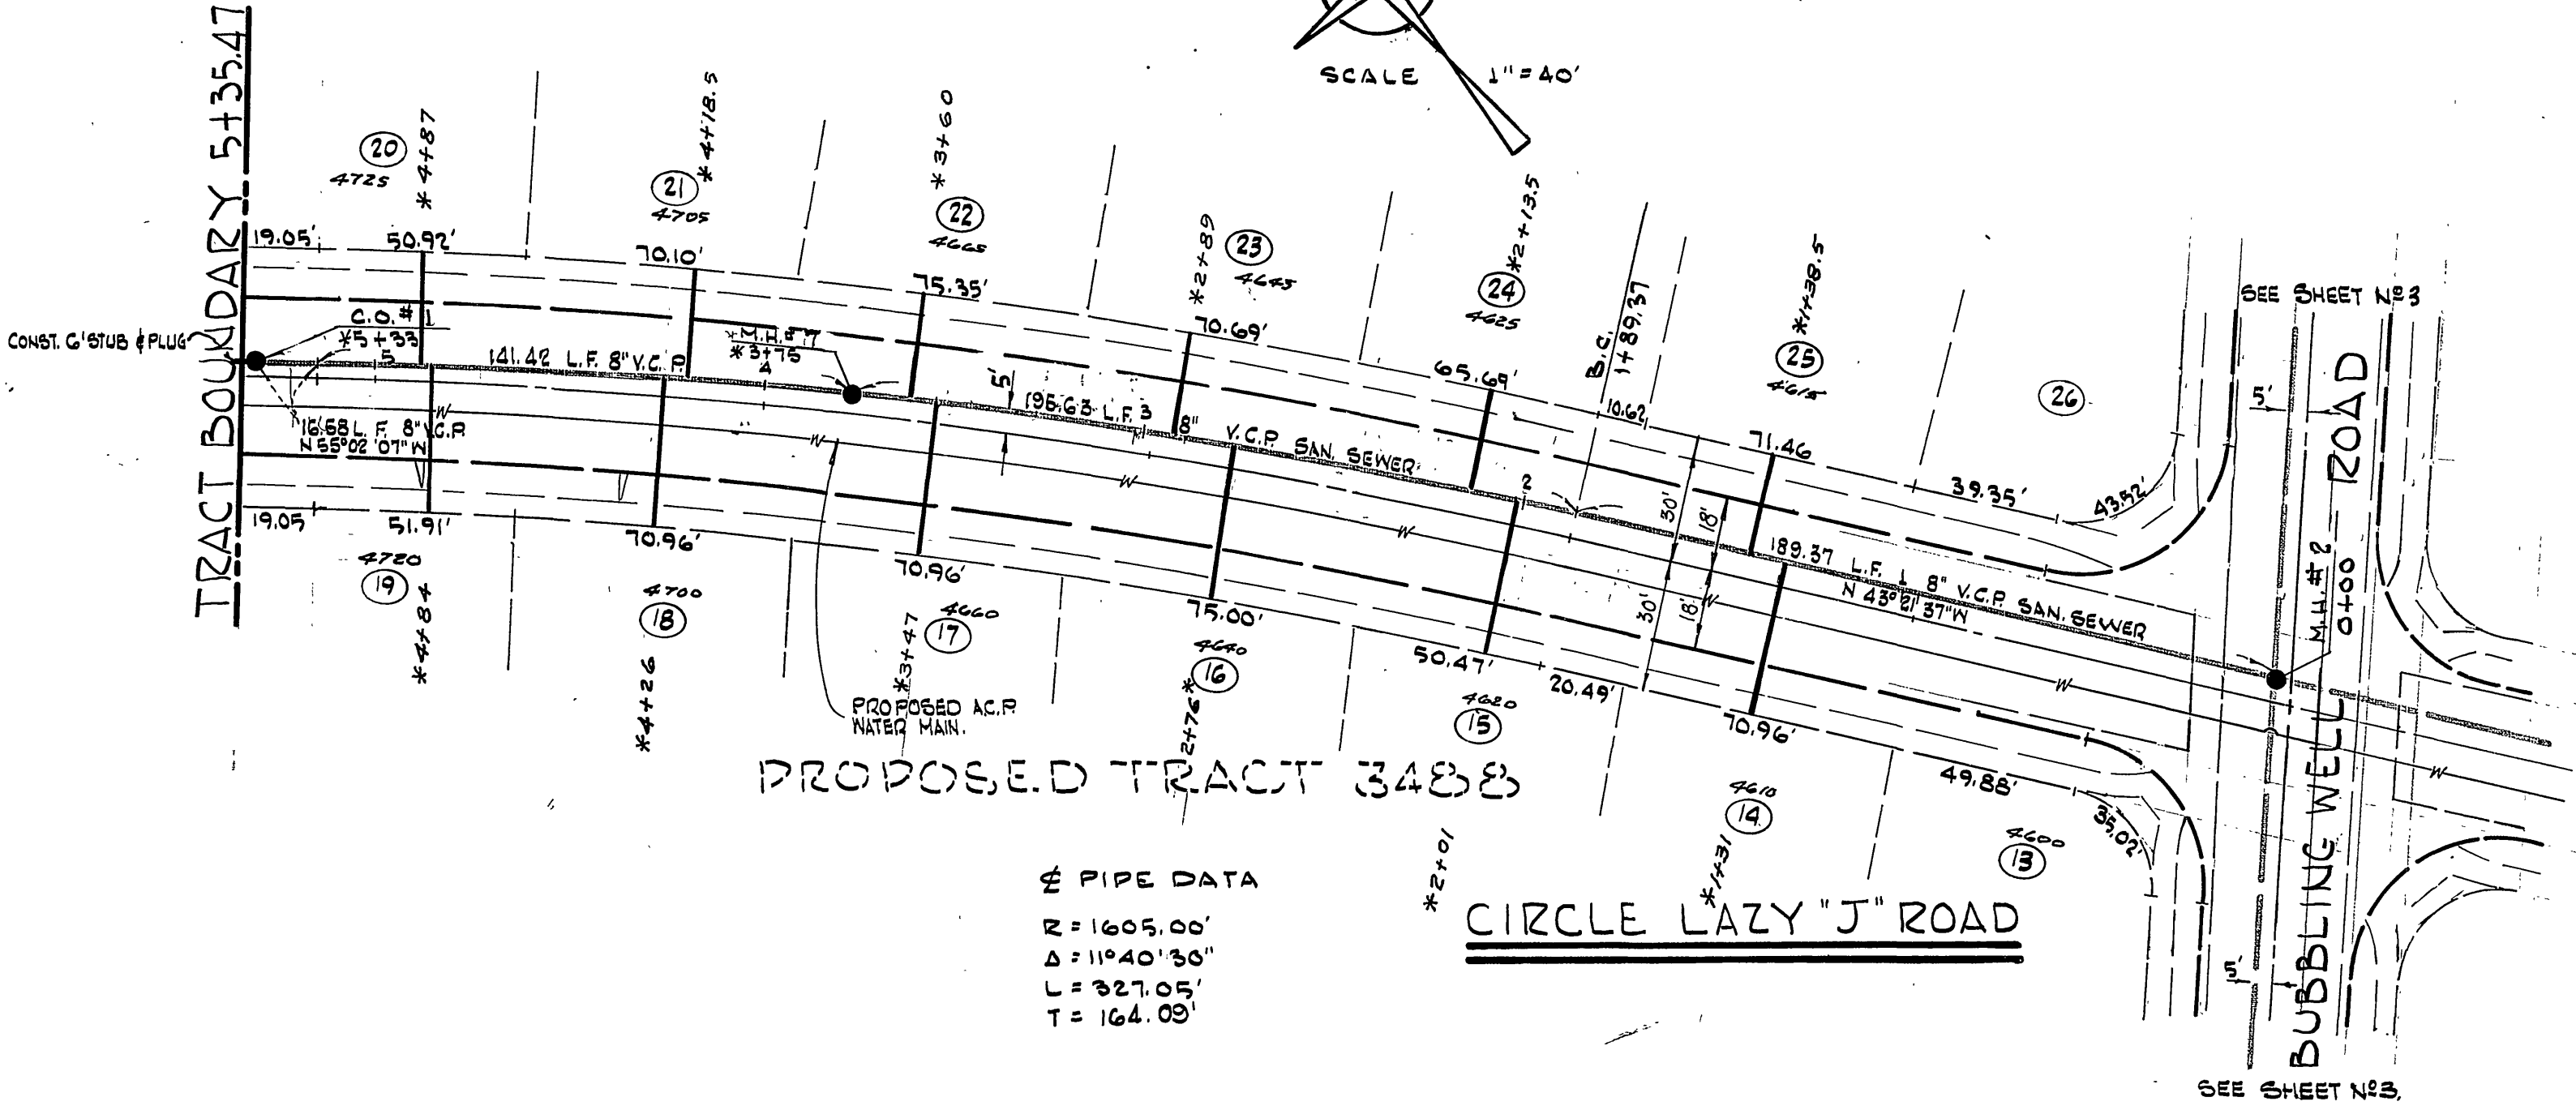 TRACT BOUNDARY 5+35.47
SCALE 1"=40'
20
4725
*4+87
21
4705
*4+18.5
22
4665
*3+60
23
4645
*2+89
24
4625
*2+13.5
B.C.
1+89.37
25
4615
*1+38.5
26
SEE SHEET Nº3
19.05'
50.92'
70.10'
75.35'
70.69'
65.69'
10.62
71.46
39.35'
43.52'
CONST. 6' STUB & PLUG
C.O. #1
*5+33
5
141.42 L.F. 8" V.C.P.
*M.H.#17
*3+75
4
5'
195.63 L.F. 3 8" V.C.P. SAN. SEWER
2
30'
18'
30'
18'
189.37 L.F. 1 8" V.C.P. SAN. SEWER
N 43°21'37"W
16.68 L.F. 8" V.C.P.
N 55°02'07"W
W
W
W
W
W
W
W
5'
M.H.#2
0+00
BUBBLING WELL ROAD
19.05
51.91'
70.96'
70.96'
75.00'
50.47'
20.49'
70.96'
49.88'
35.02'
4720
19
*4+84
4700
18
*4+26
4660
17
*3+47
4640
16
*2+76*
4620
15
*2+01
4610
14
*1+31
4600
13
PROPOSED A.C.P.
WATER MAIN.
PROPOSED TRACT 3488
℄ PIPE DATA
R = 1605.00'
Δ = 11°40'30"
L = 327.05'
T = 164.09'
CIRCLE LAZY "J" ROAD
5'
SEE SHEET Nº3.